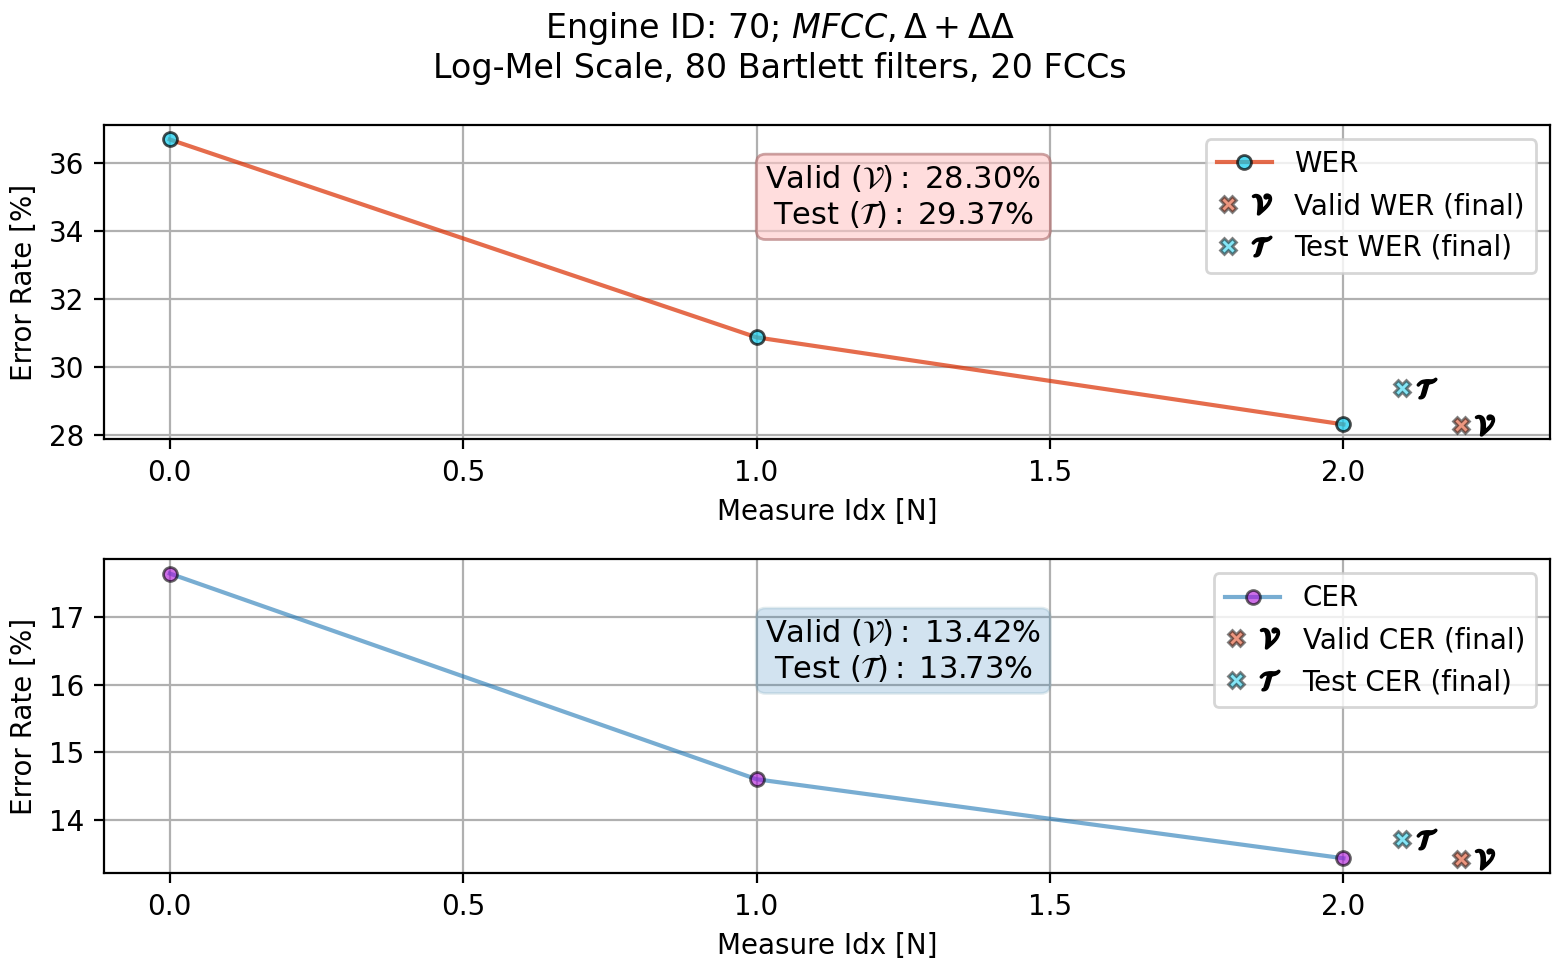 Engine ID: 70; MFCC, Δ + ΔΔ
Log-Mel Scale, 80 Bartlett filters, 20 FCCs
Error Rate [%]
36
34
32
30
28
Valid (𝒱) : 28.30%
Test (𝒯) : 29.37%
WER
𝒱 Valid WER (final)
𝒯 Test WER (final)
𝒯
𝒱
0.0 0.5 1.0 1.5 2.0
Measure Idx [N]
Error Rate [%]
17
16
15
14
Valid (𝒱) : 13.42%
Test (𝒯) : 13.73%
CER
𝒱 Valid CER (final)
𝒯 Test CER (final)
𝒯
𝒱
0.0 0.5 1.0 1.5 2.0
Measure Idx [N]